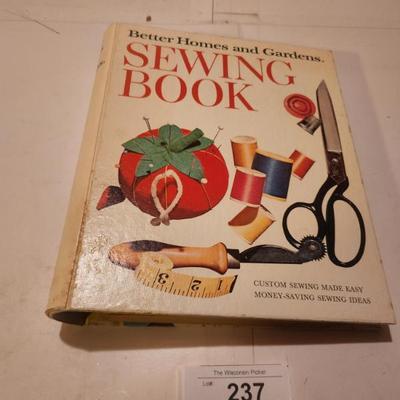 Better Homes and Gardens.
SEWING
BOOK
CUSTOM SEWING MADE EASY
MONEY-SAVING SEWING IDEAS
The Wisconsin Picker
Lot#:
237